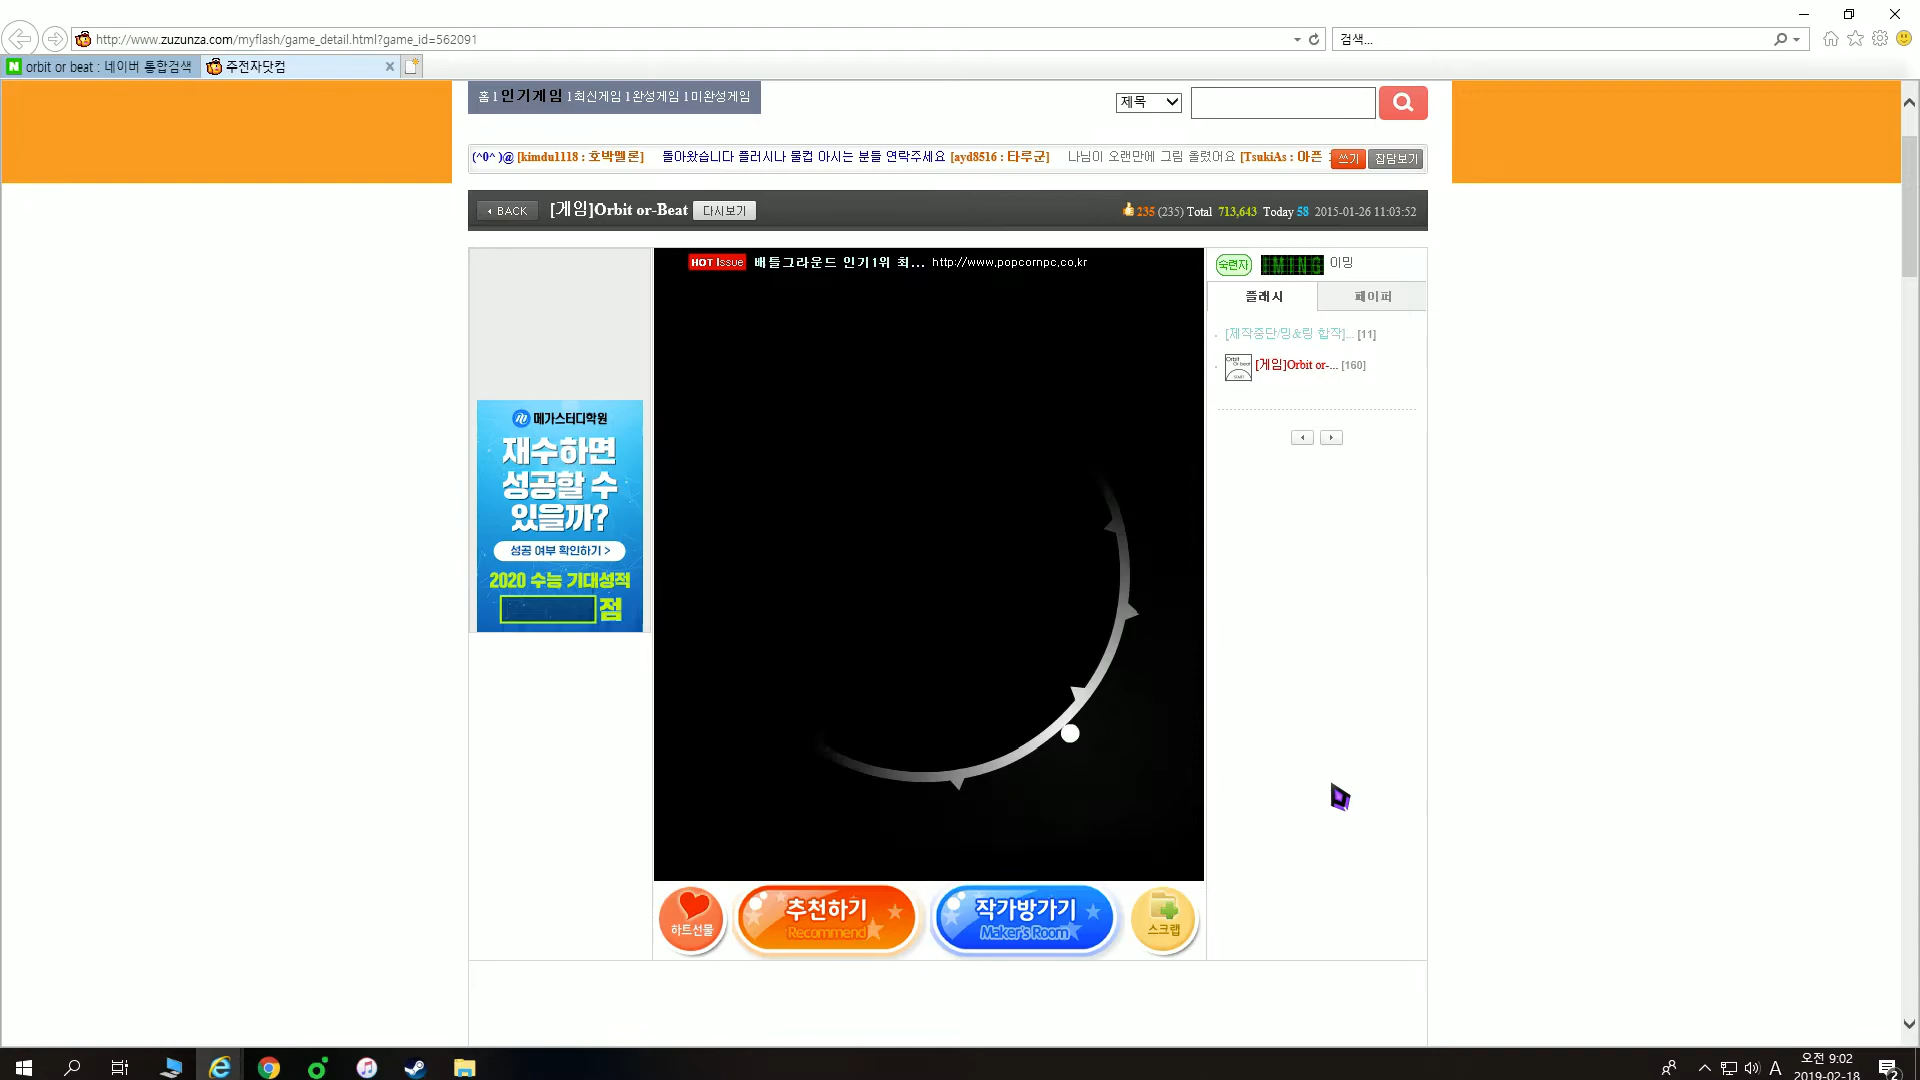 http://www.zuzunza.com/myflash/game_detail.html?game_id=562091
검색...
orbit or beat : 네이버 통합검색
주전자닷컴
홈 l 인기게임 l 최신게임 l 완성게임 l 미완성게임
제목
(^0^ )@ [kimdu1118 : 호박멜론] 돌아왔습니다 플러시나 물컵 아시는 분들 연락주세요 [ayd8516 : 타루군] 나님이 오랜만에 그림 올렸어요 [TsukiAs : 아픈
쓰기
잡담보기
BACK
[게임]Orbit or-Beat
다시보기
235 (235) Total 713,643 Today 58 2015-01-26 11:03:52
HOT Issue 배틀그라운드 인기1위 최... http://www.popcornpc.co.kr
숙련자
이밍
플래시
페이퍼
[제작중단/밍&링 합작]... [11]
[게임]Orbit or-... [160]
메가스터디학원
재수하면
성공할 수
있을까?
성공 여부 확인하기 >
2020 수능 기대성적
점
하트선물
추천하기
Recommend
작가방가기
Maker's Room
스크랩
A
오전 9:02
2019-02-18
2